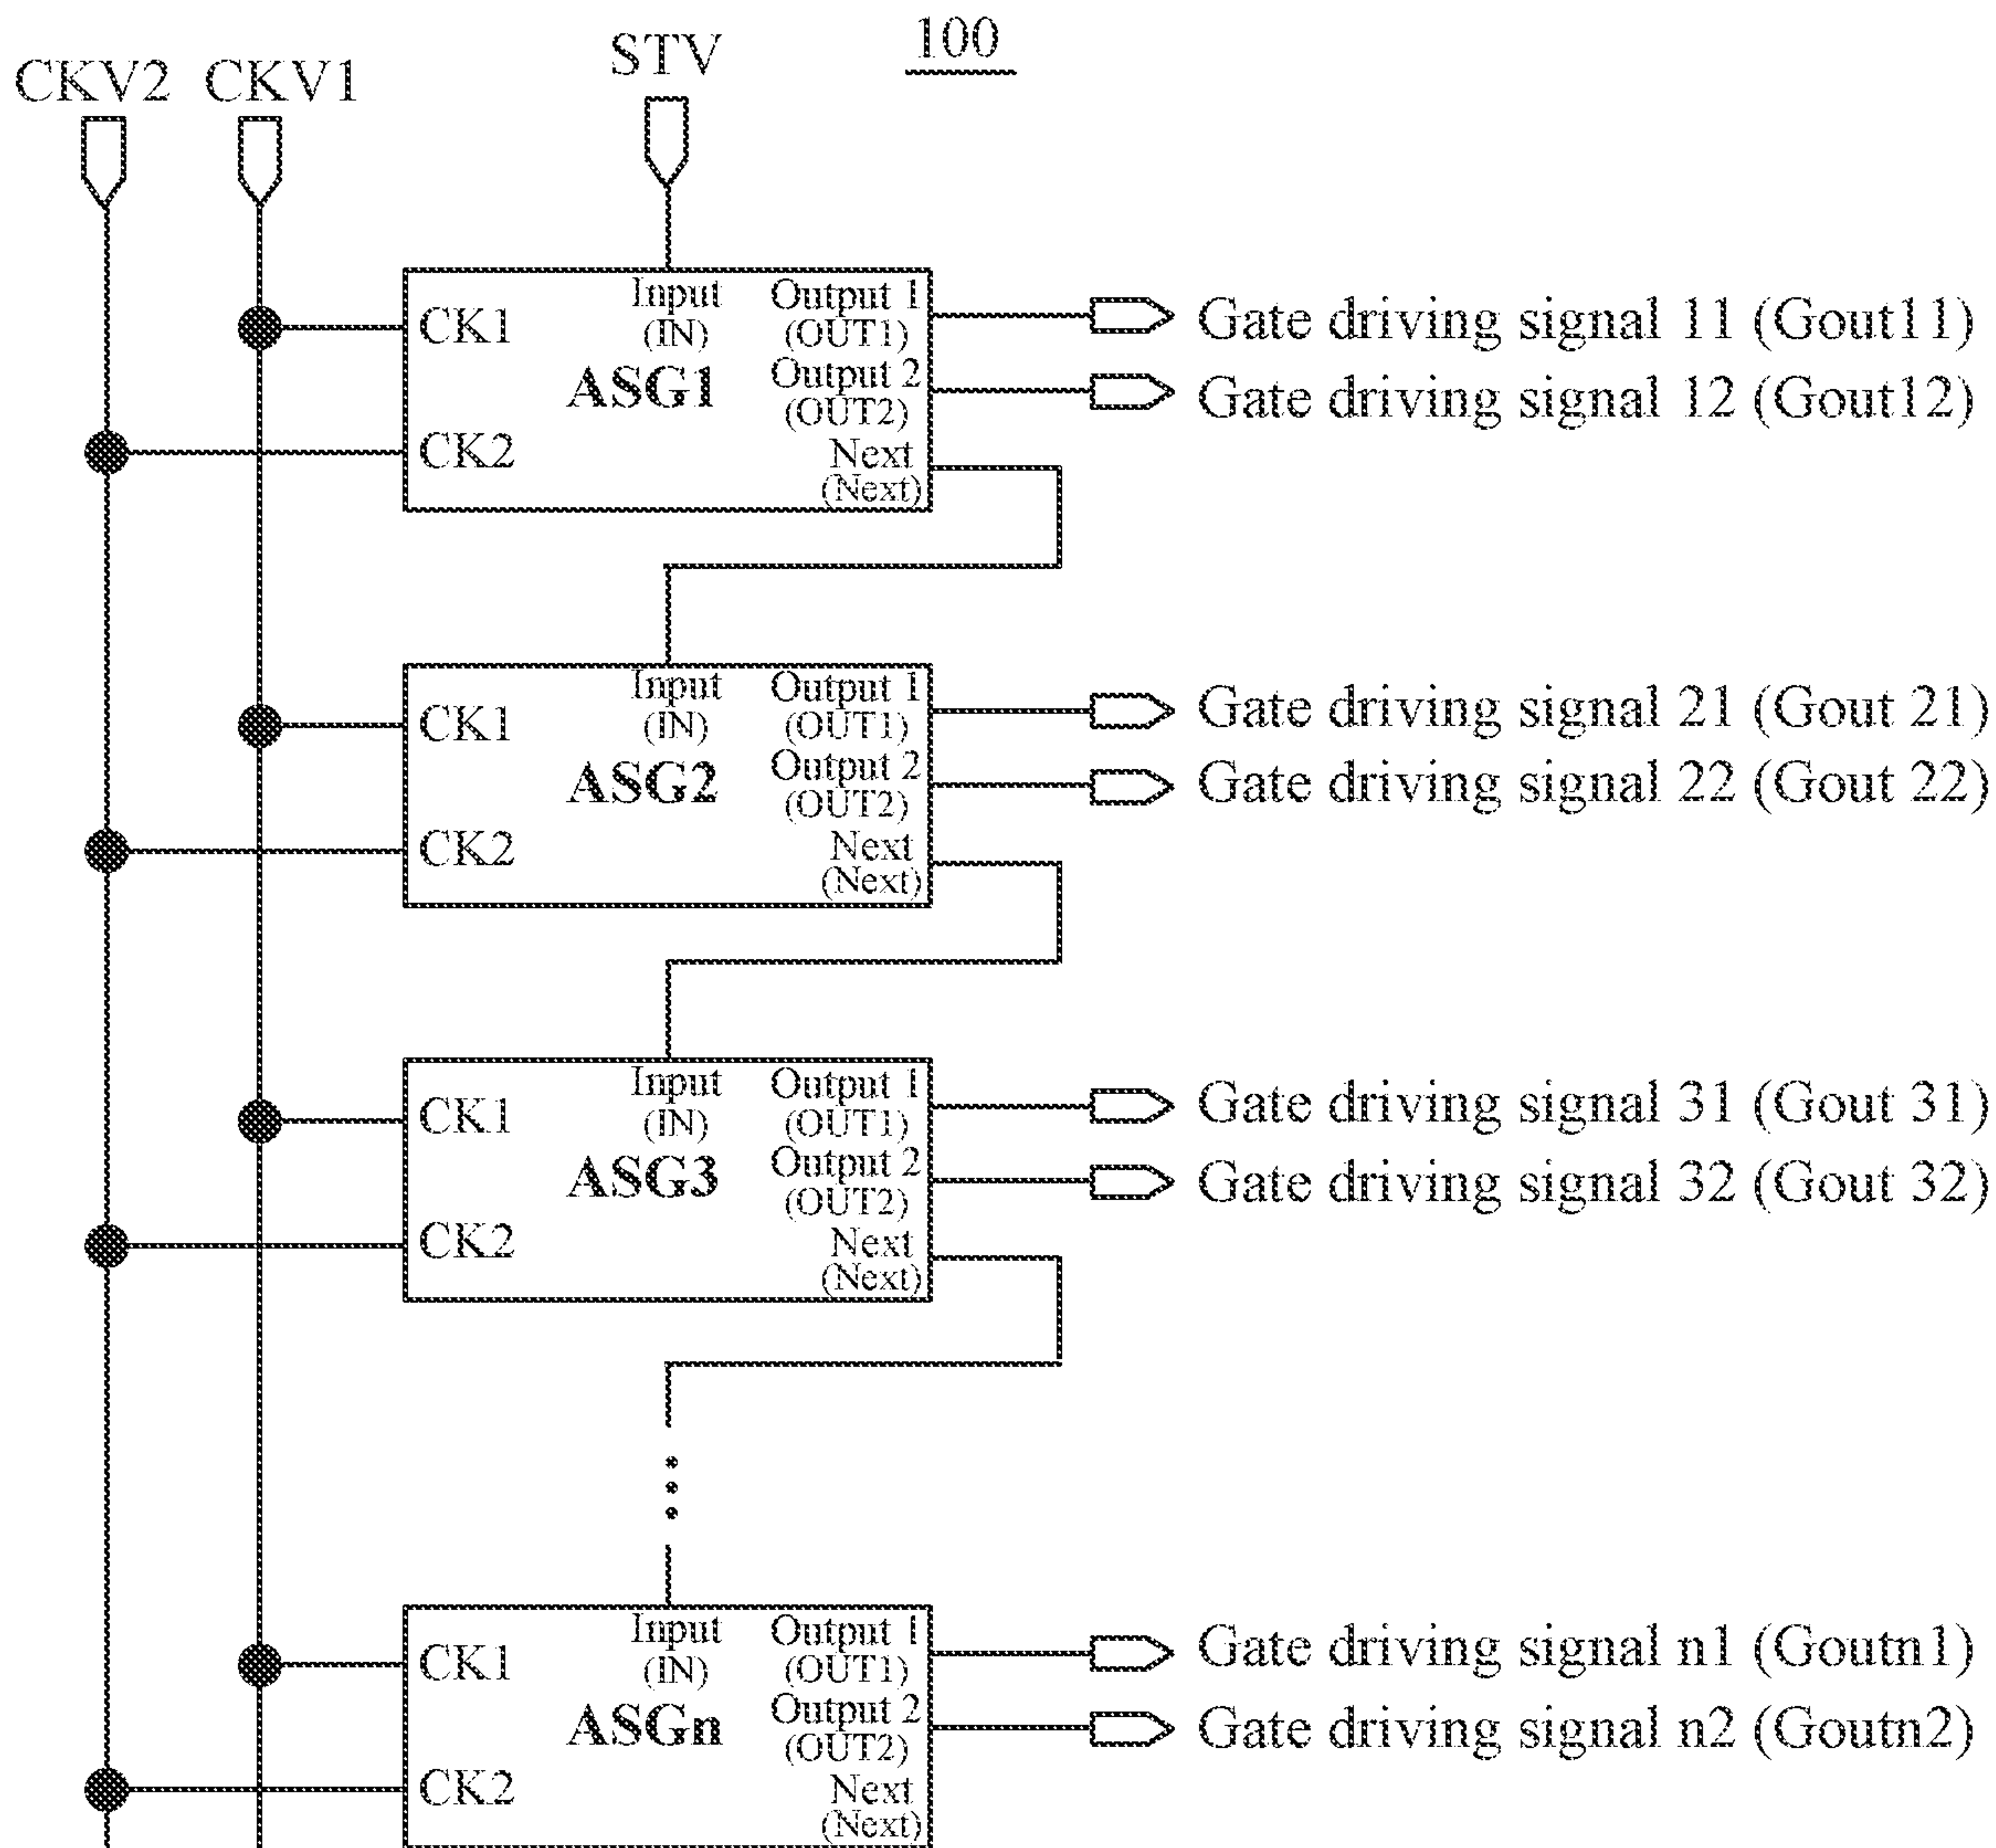 100
STV
CKV2 CKV1
Input Output 1
CK1 (IN) (OUT1)
Gate driving signal 11 (Gout11)
ASG1 Output 2
(OUT2)
Gate driving signal 12 (Gout12)
CK2 Next
(Next)
Input Output 1
CK1 (IN) (OUT1)
Gate driving signal 21 (Gout 21)
ASG2 Output 2
(OUT2)
Gate driving signal 22 (Gout 22)
CK2 Next
(Next)
Input Output 1
CK1 (IN) (OUT1)
Gate driving signal 31 (Gout 31)
ASG3 Output 2
(OUT2)
Gate driving signal 32 (Gout 32)
CK2 Next
(Next)
Input Output 1
CK1 (IN) (OUT1)
Gate driving signal n1 (Goutn1)
ASGn Output 2
(OUT2)
Gate driving signal n2 (Goutn2)
CK2 Next
(Next)